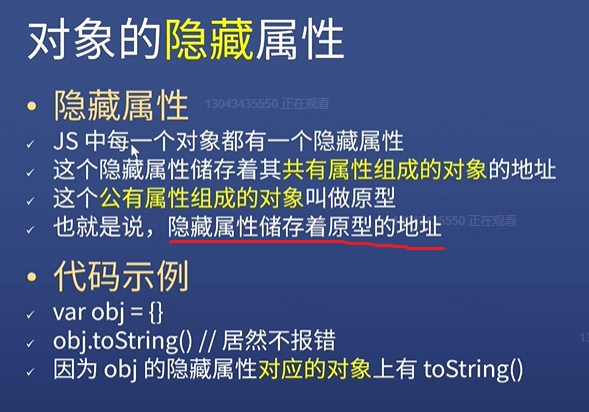 对象的隐藏属性
• 隐藏属性
13043435550 正在观看
✓ JS 中每一个对象都有一个隐藏属性
✓ 这个隐藏属性储存着其共有属性组成的对象的地址
✓ 这个公有属性组成的对象叫做原型
✓ 也就是说，隐藏属性储存着原型的地址
5550 正在观看
• 代码示例
✓ var obj = {}
✓ obj.toString() // 居然不报错
✓ 因为 obj 的隐藏属性对应的对象上有 toString()